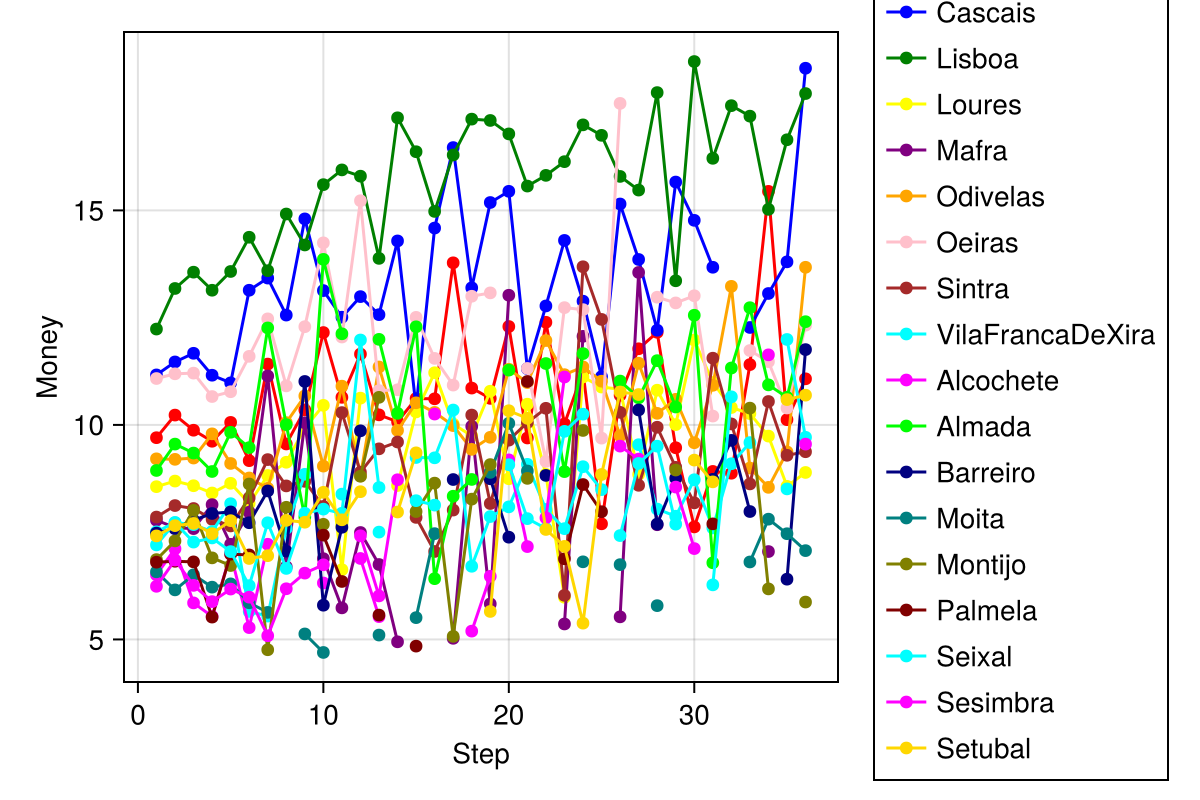 Money
15
10
5
0
10
20
30
Step
Cascais
Lisboa
Loures
Mafra
Odivelas
Oeiras
Sintra
VilaFrancaDeXira
Alcochete
Almada
Barreiro
Moita
Montijo
Palmela
Seixal
Sesimbra
Setubal